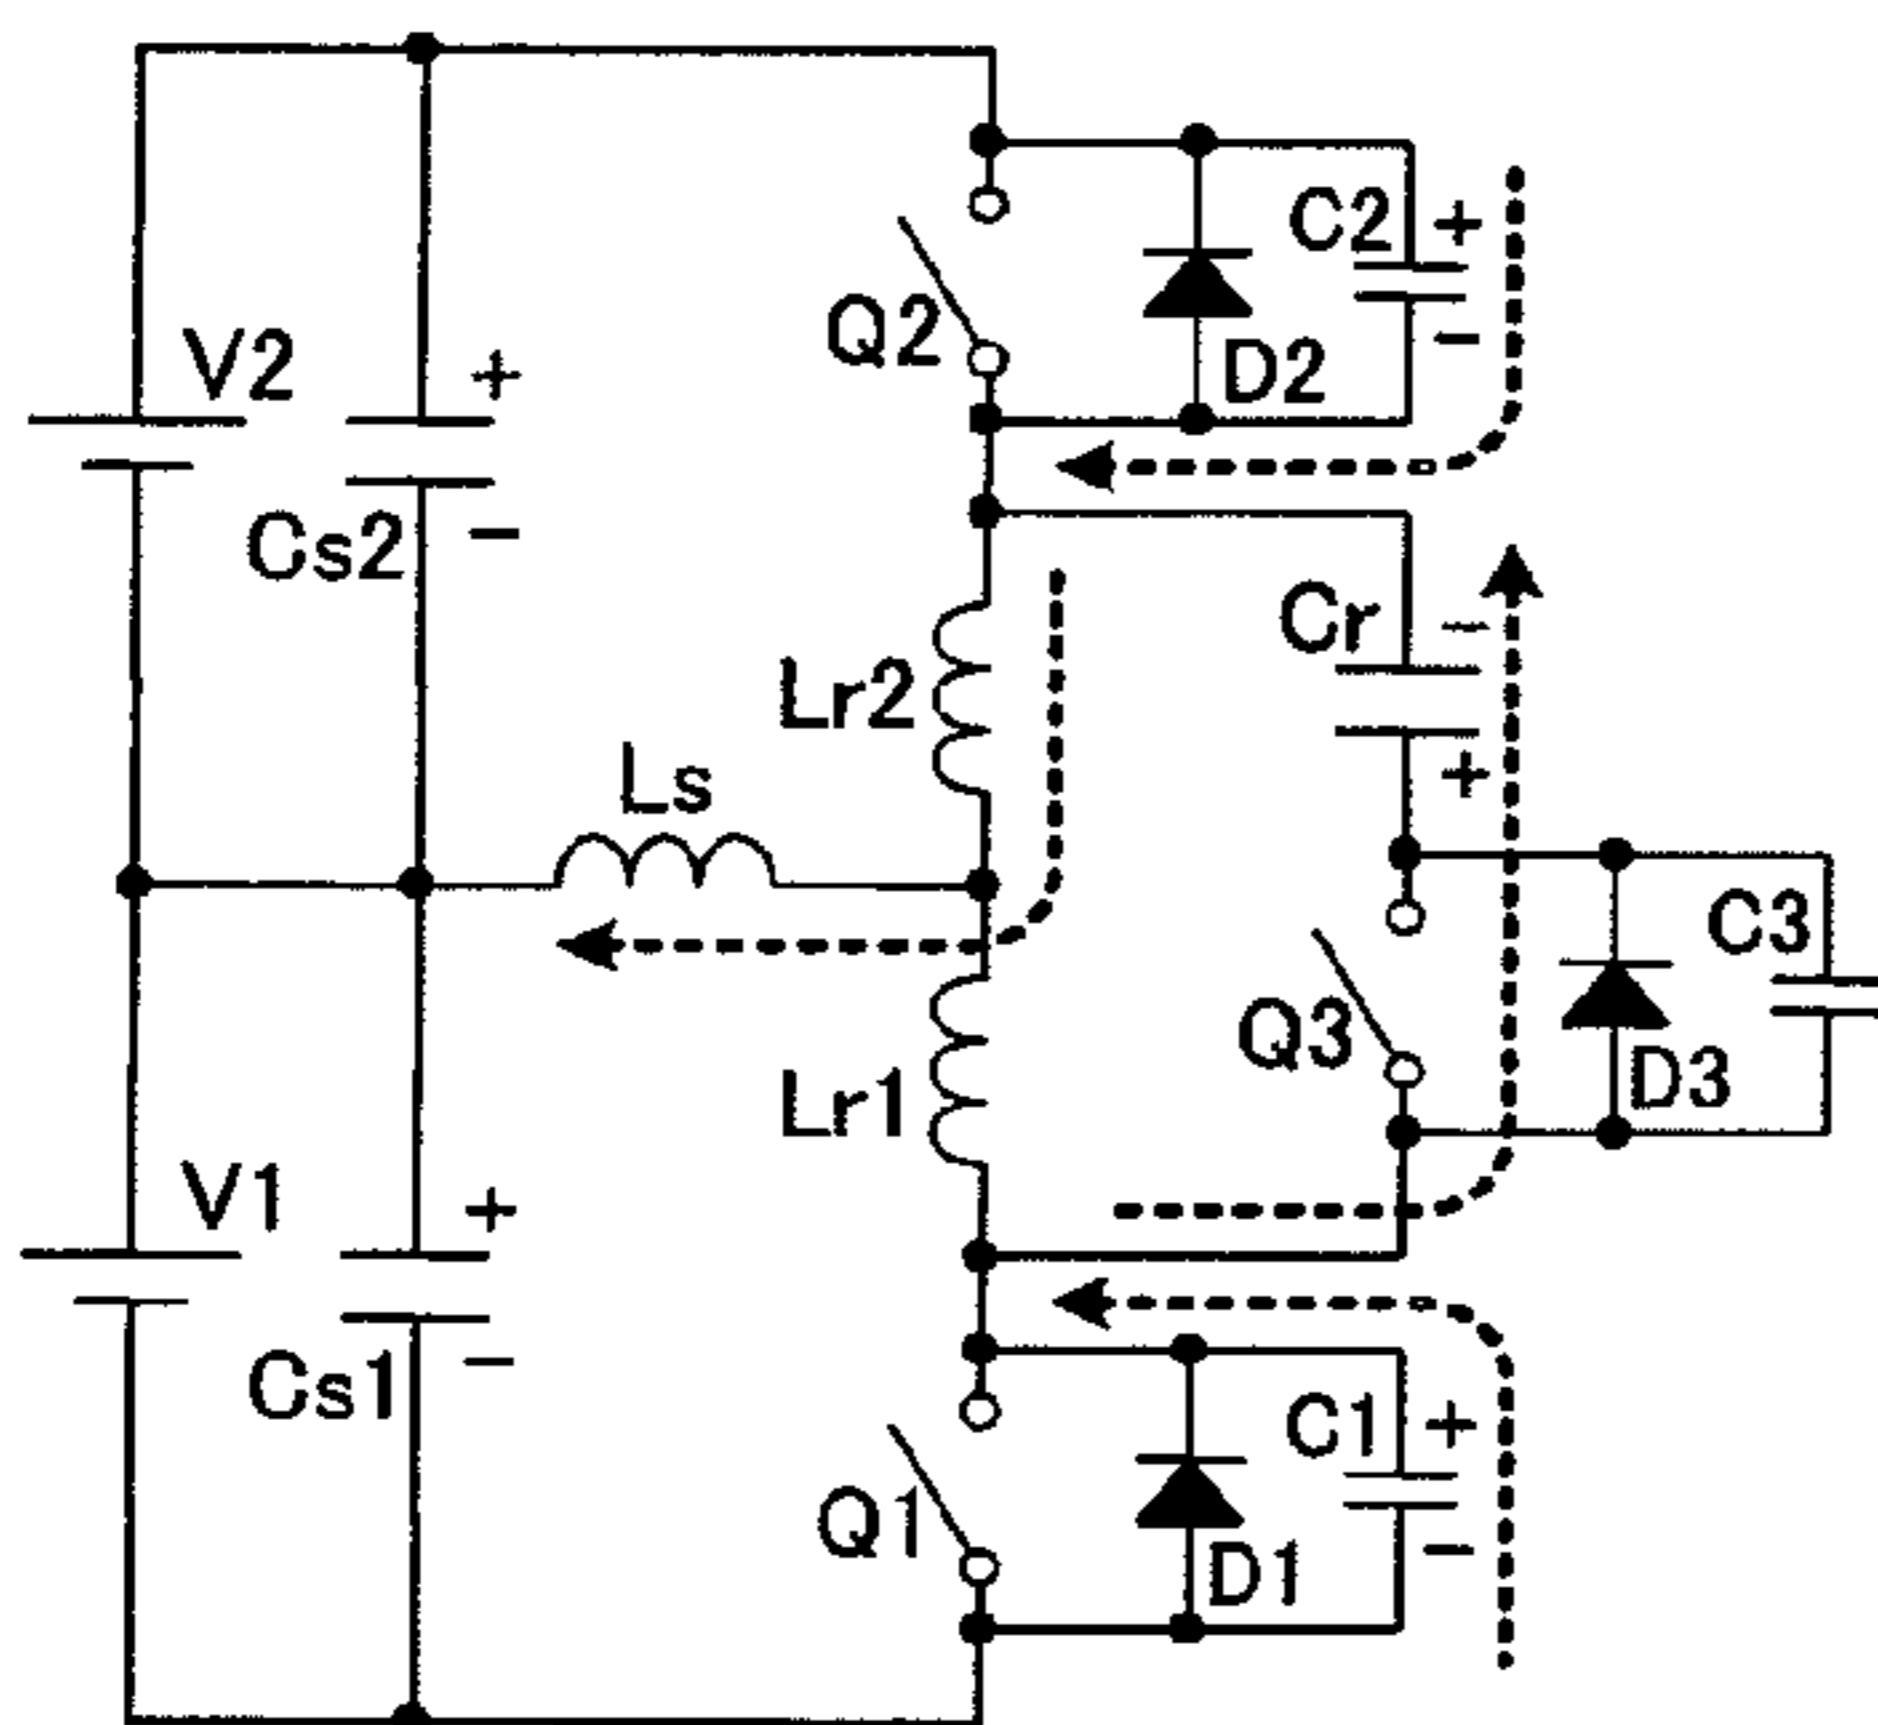 C2 +
V2
Q2
D2
-
+
Cs2
-
Cr -
Lr2
Ls
+
C3
Q3
D3
Lr1
V1
+
Cs1
-
C1 +
Q1
D1
-